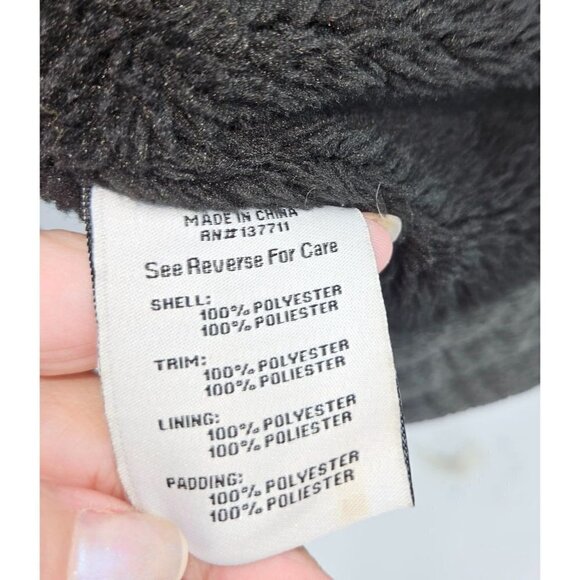 MADE IN CHINA
RN# 137711
See Reverse For Care
SHELL:
100% POLYESTER
100% POLIESTER
TRIM:
100% POLYESTER
100% POLIESTER
LINING:
100% POLYESTER
100% POLIESTER
PADDING:
100% POLYESTER
100% POLIESTER